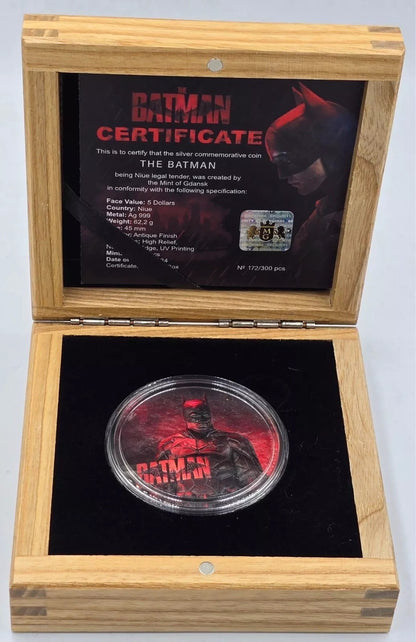 THE
BATMAN
CERTIFICATE
This is to certify that the silver commemorative coin
THE BATMAN
being Niue legal tender, was created by
the Mint of Gdansk
in conformity with the following specification:
Face Value: 5 Dollars
Country: Niue
Metal: Ag 999
Weight: 62,2 g
45 mm
Antique Finish
High Relief,
UV Printing
Certificate,
№ 172/300 pcs.
BATMAN